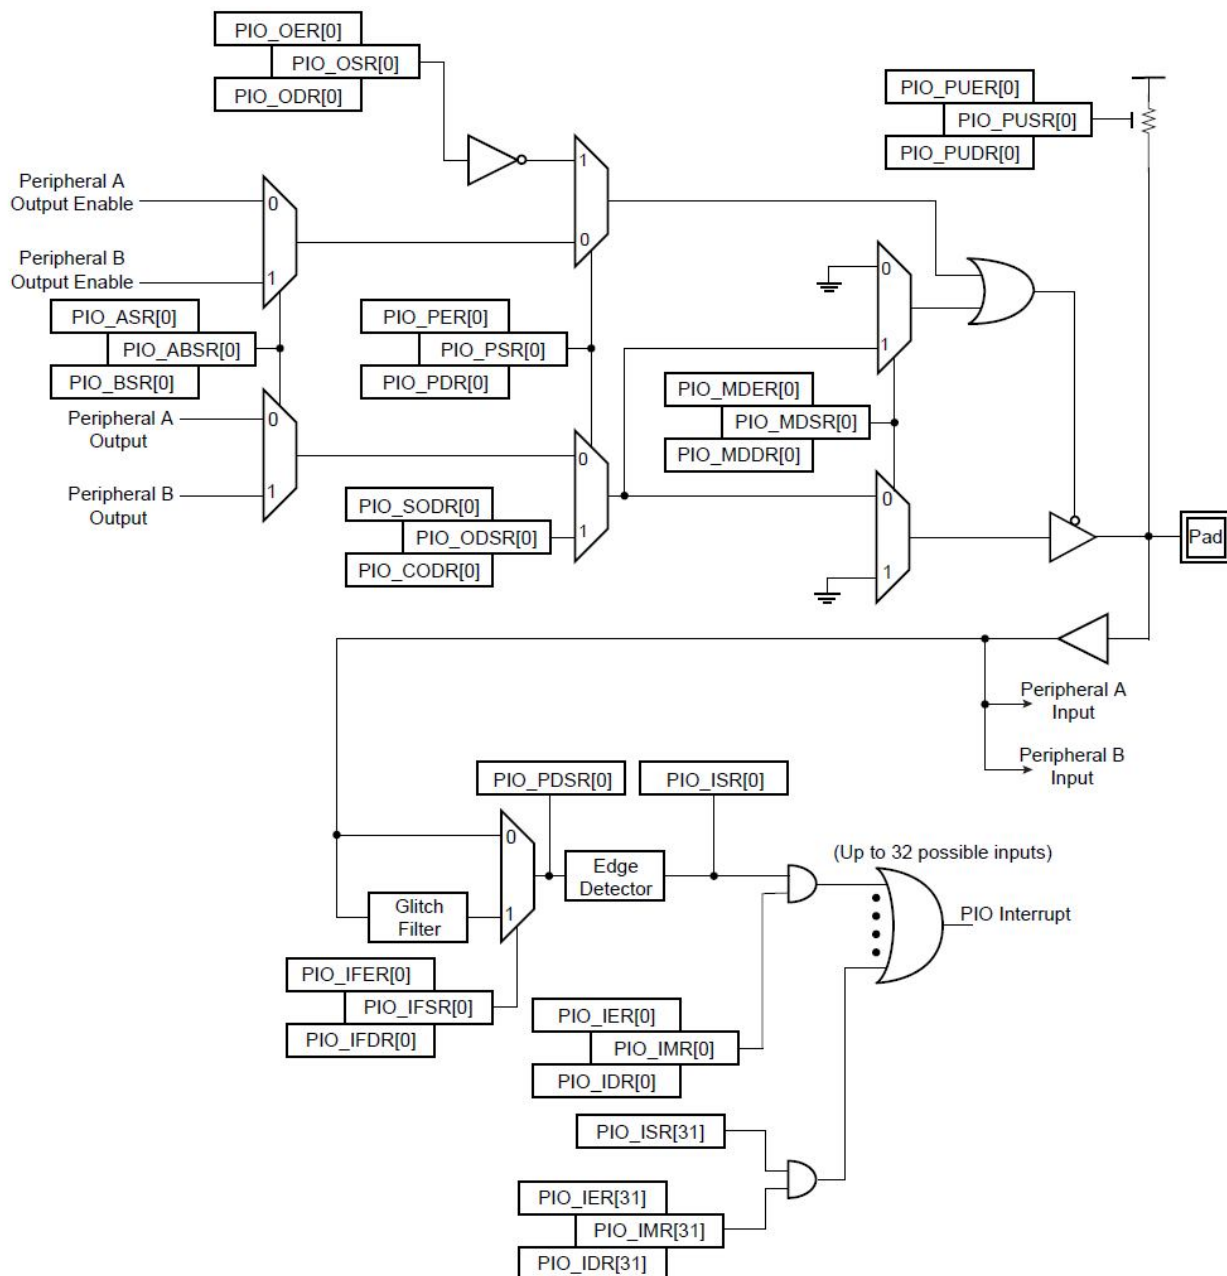 PIO_OER[0]
PIO_OSR[0]
PIO_ODR[0]
PIO_PUER[0]
PIO_PUSR[0]
PIO_PUDR[0]
1
0
Peripheral A
Output Enable
0
Peripheral B
Output Enable
1
0
1
PIO_ASR[0]
PIO_ABSR[0]
PIO_BSR[0]
PIO_PER[0]
PIO_PSR[0]
PIO_PDR[0]
PIO_MDER[0]
PIO_MDSR[0]
PIO_MDDR[0]
Peripheral A
Output
0
Peripheral B
Output
1
0
1
PIO_SODR[0]
PIO_ODSR[0]
PIO_CODR[0]
0
1
Pad
Peripheral A
Input
Peripheral B
Input
PIO_PDSR[0]
PIO_ISR[0]
0
1
Edge
Detector
Glitch
Filter
(Up to 32 possible inputs)
PIO Interrupt
PIO_IFER[0]
PIO_IFSR[0]
PIO_IFDR[0]
PIO_IER[0]
PIO_IMR[0]
PIO_IDR[0]
PIO_ISR[31]
PIO_IER[31]
PIO_IMR[31]
PIO_IDR[31]